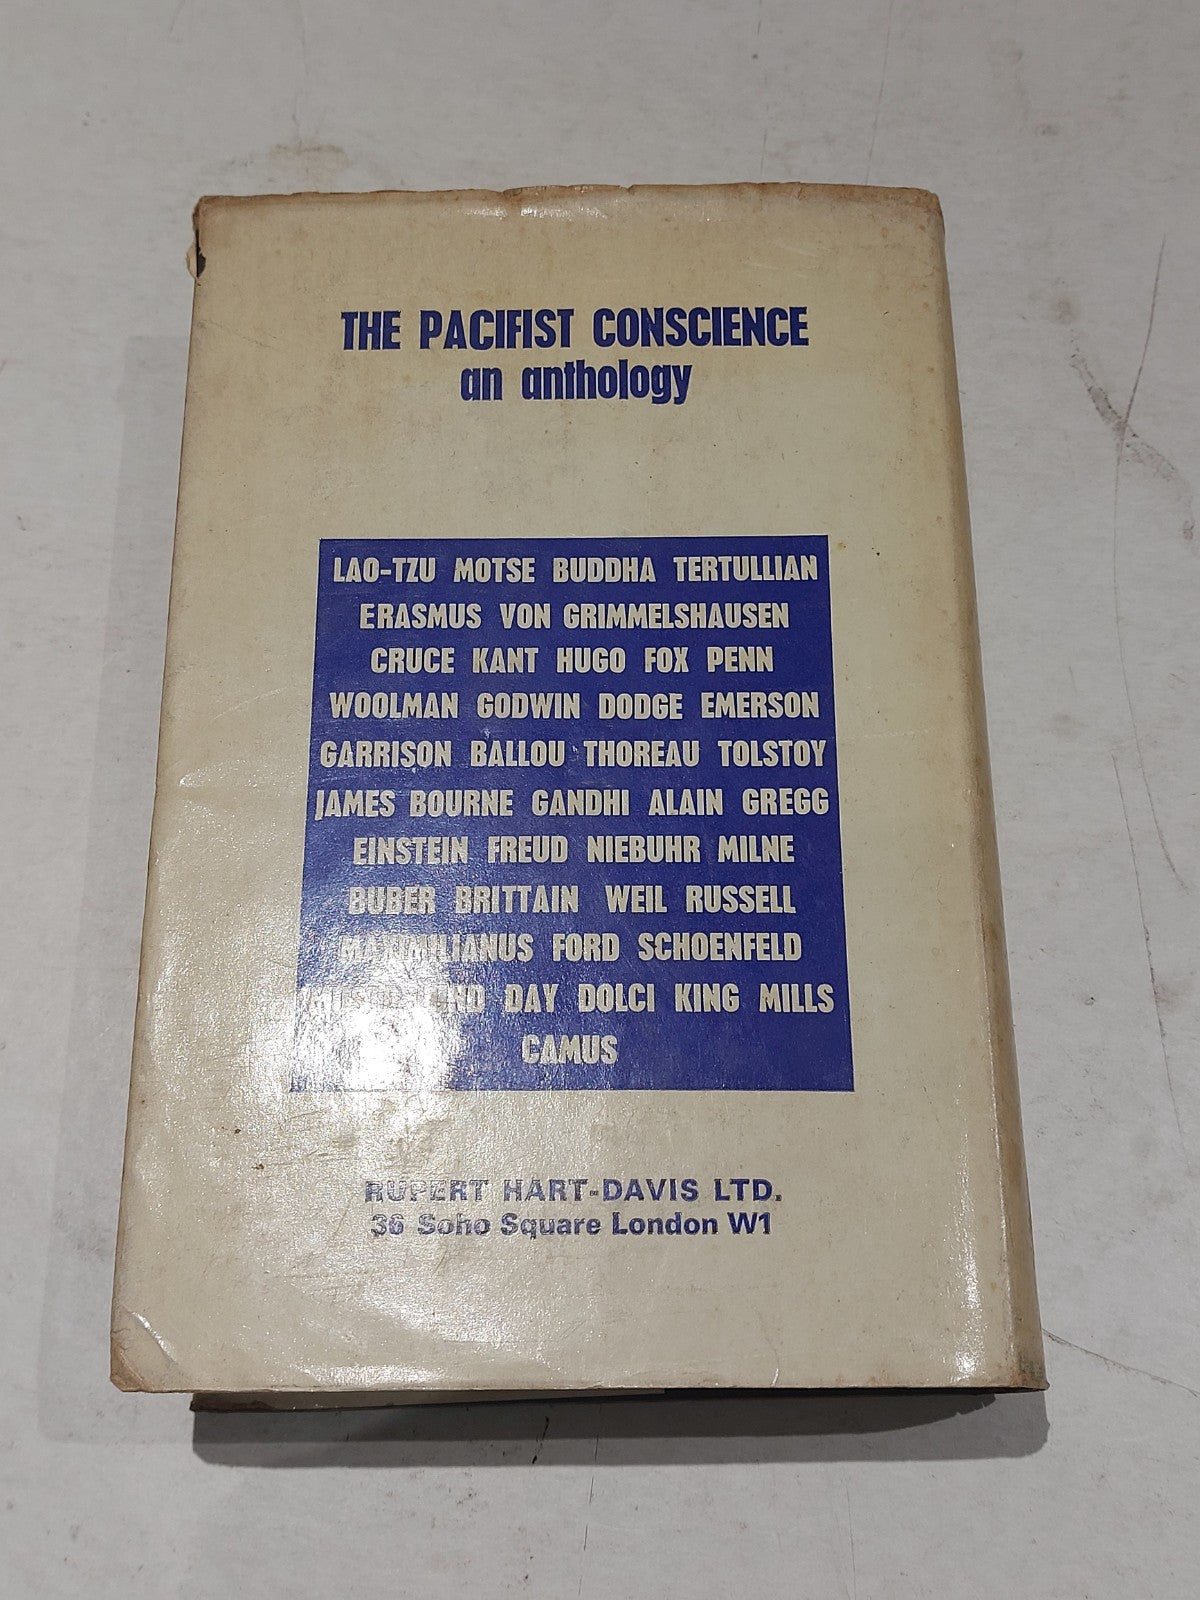 THE PACIFIST CONSCIENCE
an anthology
LAO-TZU MOTSE BUDDHA TERTULLIAN
ERASMUS VON GRIMMELSHAUSEN
CRUCE KANT HUGO FOX PENN
WOOLMAN GODWIN DODGE EMERSON
GARRISON BALLOU THOREAU TOLSTOY
JAMES BOURNE GANDHI ALAIN GREGG
EINSTEIN FREUD NIEBUHR MILNE
BUBER BRITTAIN WEIL RUSSELL
MAXIMILIANUS FORD SCHOENFELD
DAY DOLCI KING MILLS
CAMUS
RUPERT HART-DAVIS LTD.
36 Soho Square London W1